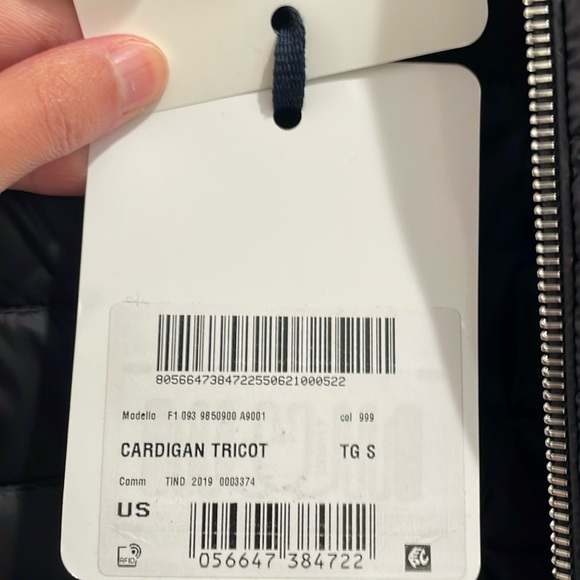 8056647384722550621000522
Modello F1 093 9B50900 A9001 col 999
CARDIGAN TRICOT TG S
Comm TIND 2019 0003374
US
RFID
056647 384722